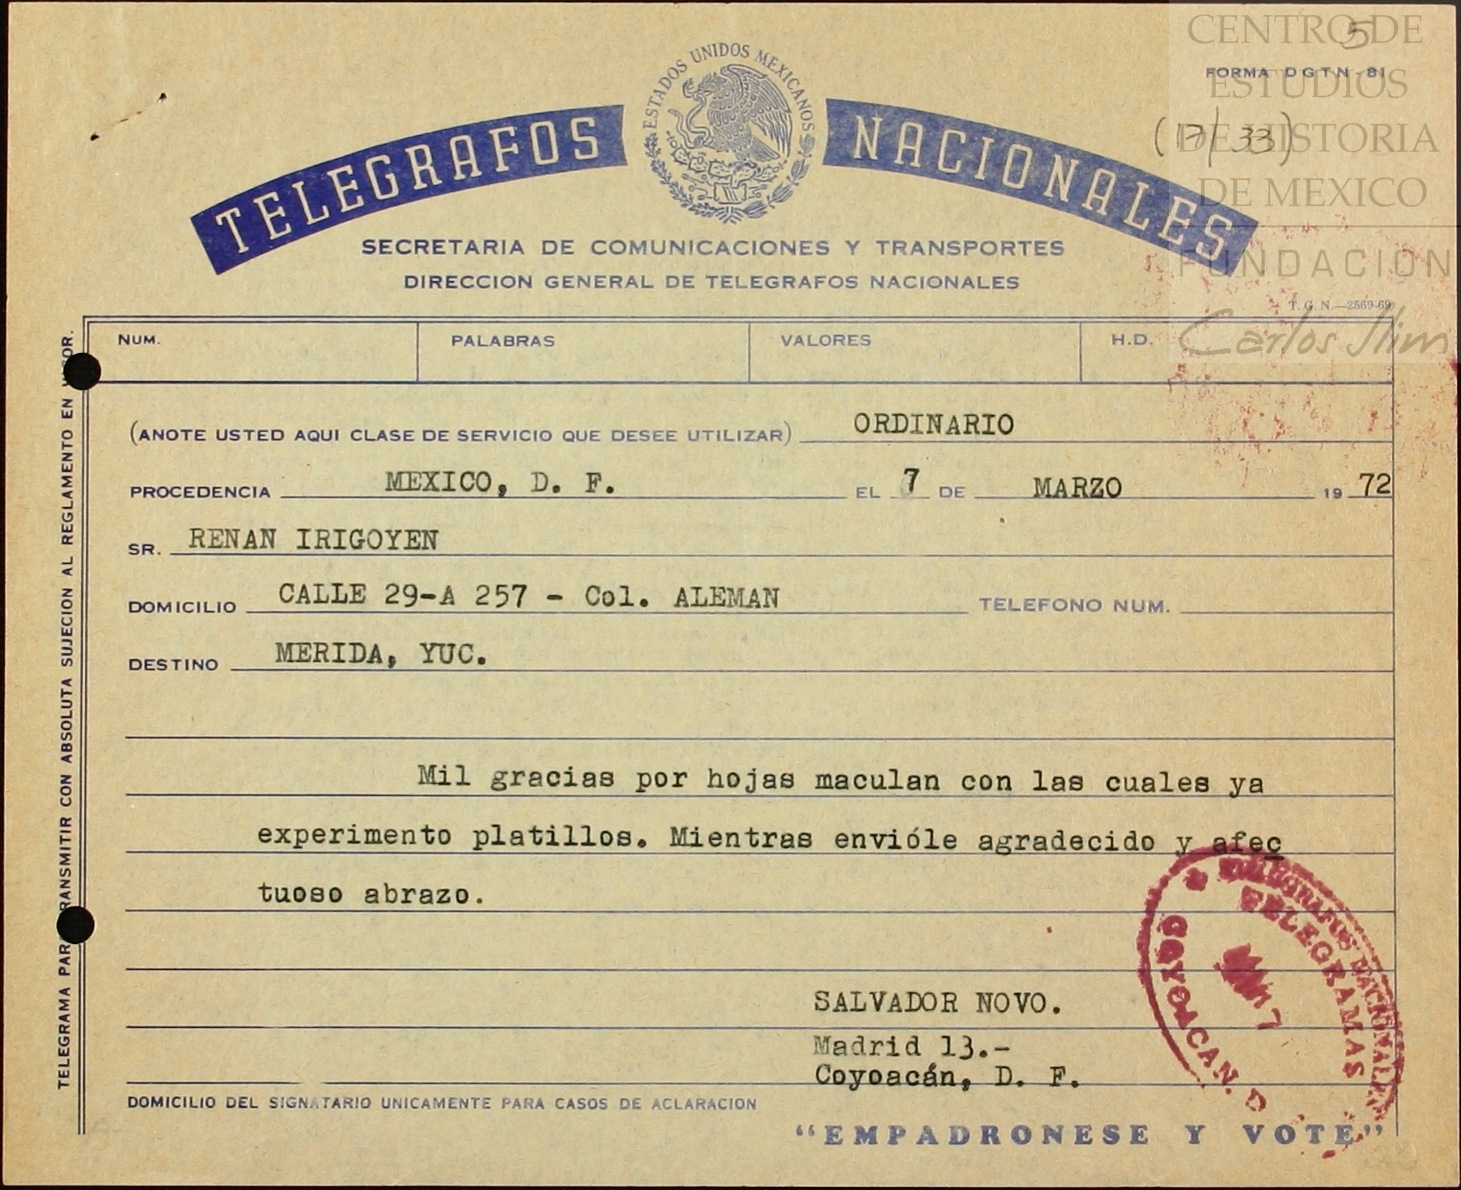 CENTRO DE
ESTUDIOS
DE HISTORIA
DE MEXICO
FUNDACION
Carlos Slim
5
FORMA DGTN 81
(17/33)
ESTADOS UNIDOS MEXICANOS
TELEGRAFOS NACIONALES
SECRETARIA DE COMUNICACIONES Y TRANSPORTES
DIRECCION GENERAL DE TELEGRAFOS NACIONALES
T. G. N.—2569-69
NUM. PALABRAS VALORES H.D.
(ANOTE USTED AQUI CLASE DE SERVICIO QUE DESEE UTILIZAR) ORDINARIO
PROCEDENCIA MEXICO, D. F. EL 7 DE MARZO 1972
SR. RENAN IRIGOYEN
DOMICILIO CALLE 29-A 257 - Col. ALEMAN TELEFONO NUM.
DESTINO MERIDA, YUC.
Mil gracias por hojas maculan con las cuales ya
experimento platillos. Mientras envióle agradecido y afec
tuoso abrazo.
SALVADOR NOVO.
Madrid 13.-
Coyoacán, D. F.
DOMICILIO DEL SIGNATARIO UNICAMENTE PARA CASOS DE ACLARACION
"EMPADRONESE Y VOTE"
TELEGRAMA PARA TRANSMITIR CON ABSOLUTA SUJECION AL REGLAMENTO EN VIGOR.
TELEGRAFOS NACIONALES
TELEGRAMAS
7
COYOACAN. D